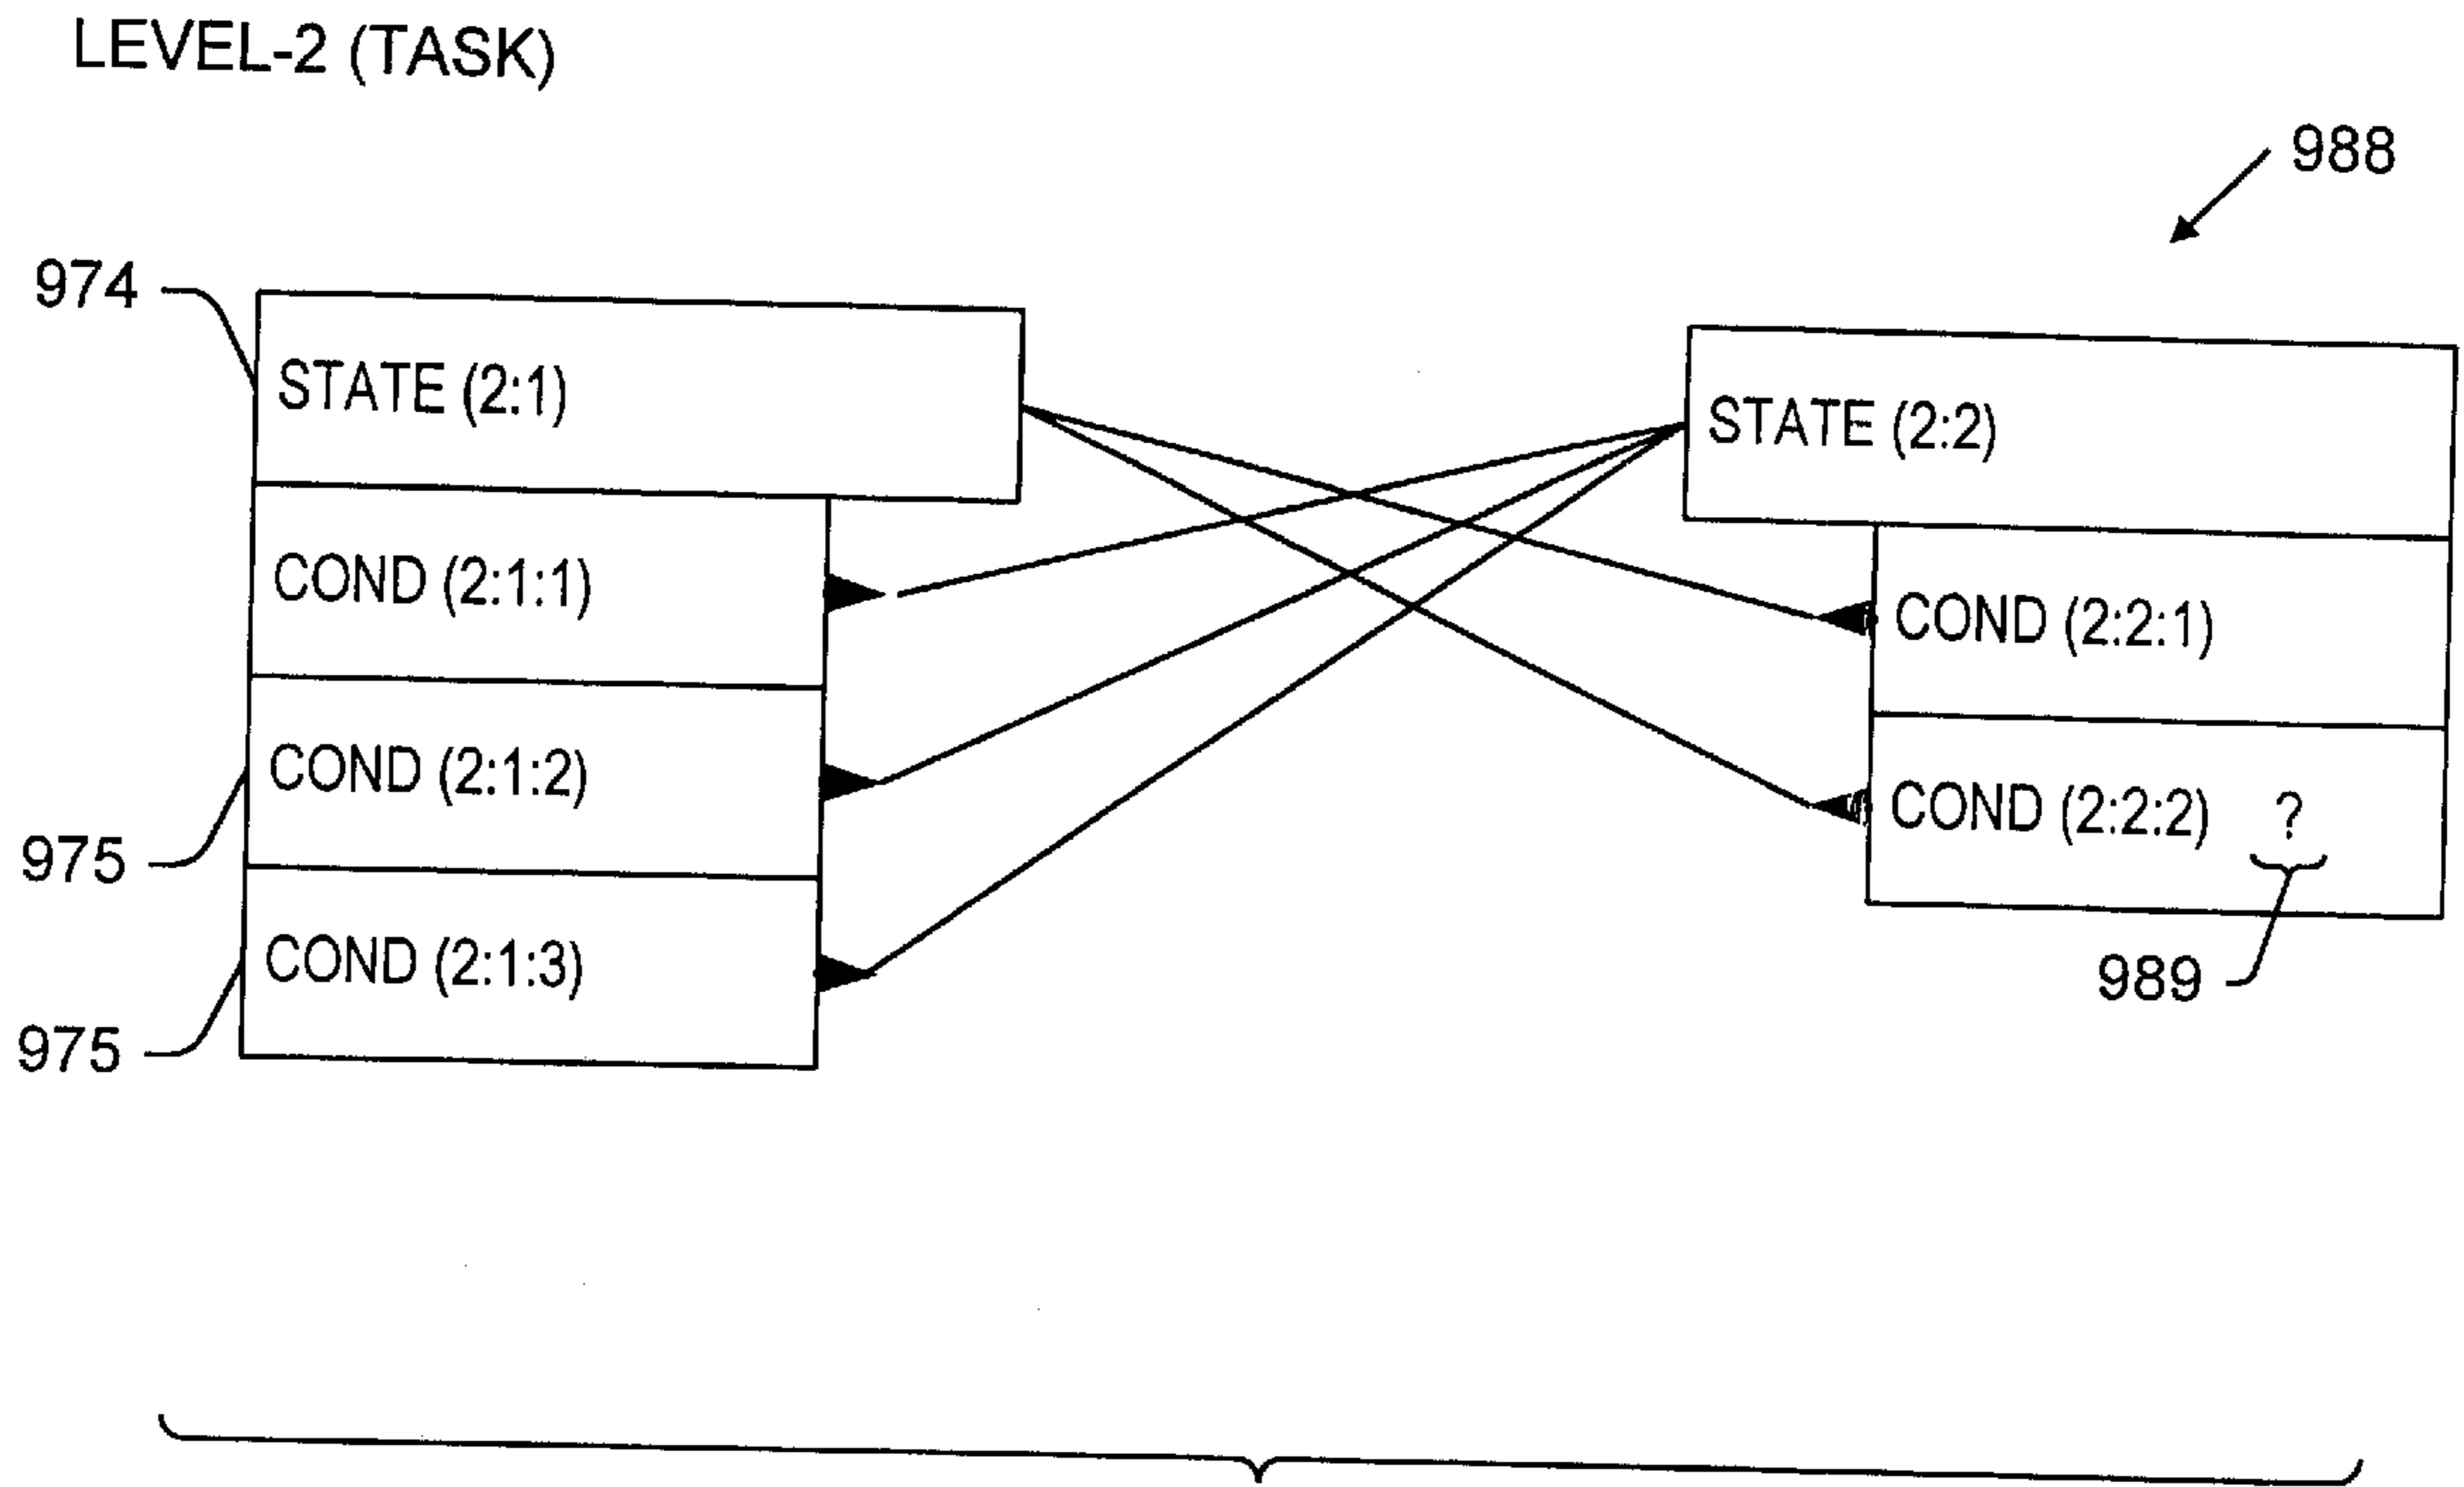 LEVEL-2 (TASK)
988
974
STATE (2:1)
STATE (2:2)
COND (2:1:1)
COND (2:2:1)
COND (2:1:2)
COND (2:2:2) ?
975
COND (2:1:3)
989
975